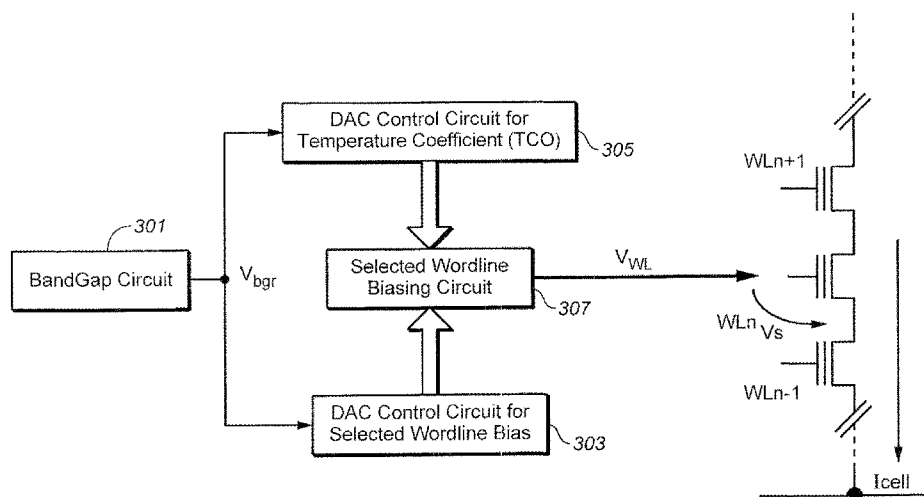 DAC Control Circuit for
Temperature Coefficient (TCO)
305
WLn+1
301
BandGap Circuit
Vbgr
Selected Wordline
Biasing Circuit
307
VWL
WLn
Vs
WLn-1
DAC Control Circuit for
Selected Wordline Bias
303
Icell